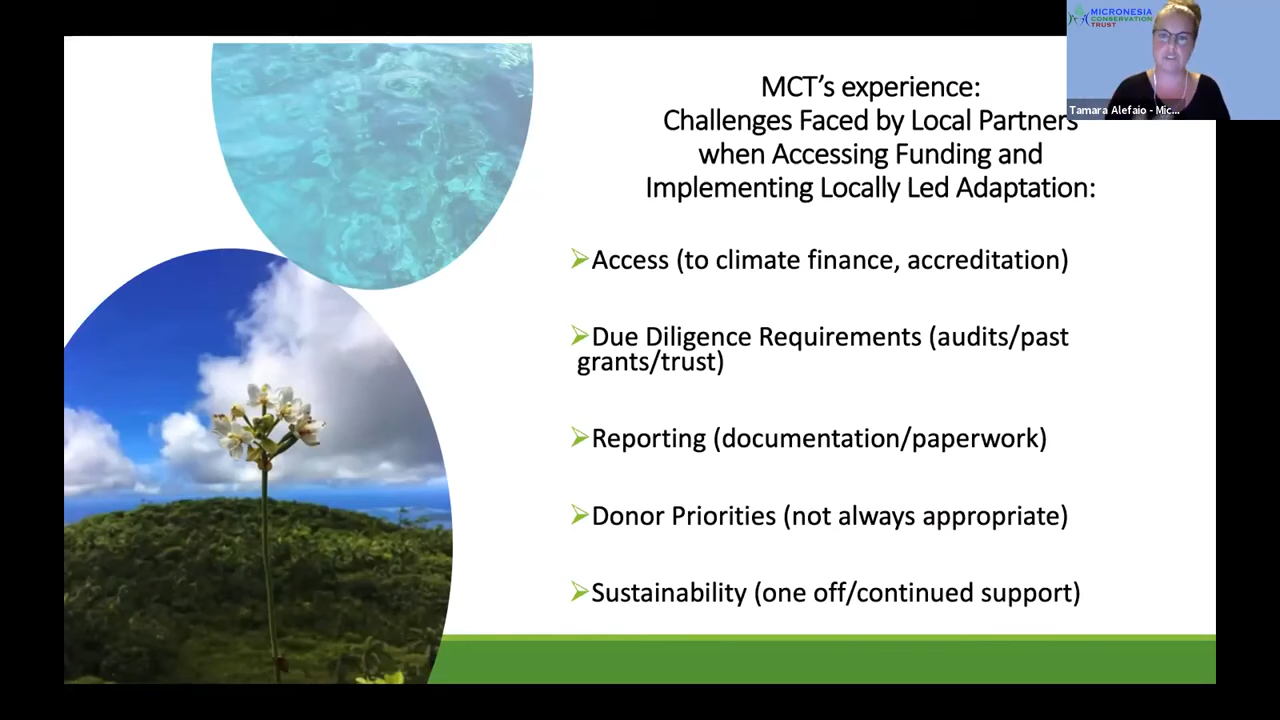 MICRONESIA
CONSERVATION
TRUST
Tamara Alefaio - Mic...
MCT's experience:
Challenges Faced by Local Partners
when Accessing Funding and
Implementing Locally Led Adaptation:
Access (to climate finance, accreditation)
Due Diligence Requirements (audits/past
grants/trust)
Reporting (documentation/paperwork)
Donor Priorities (not always appropriate)
Sustainability (one off/continued support)